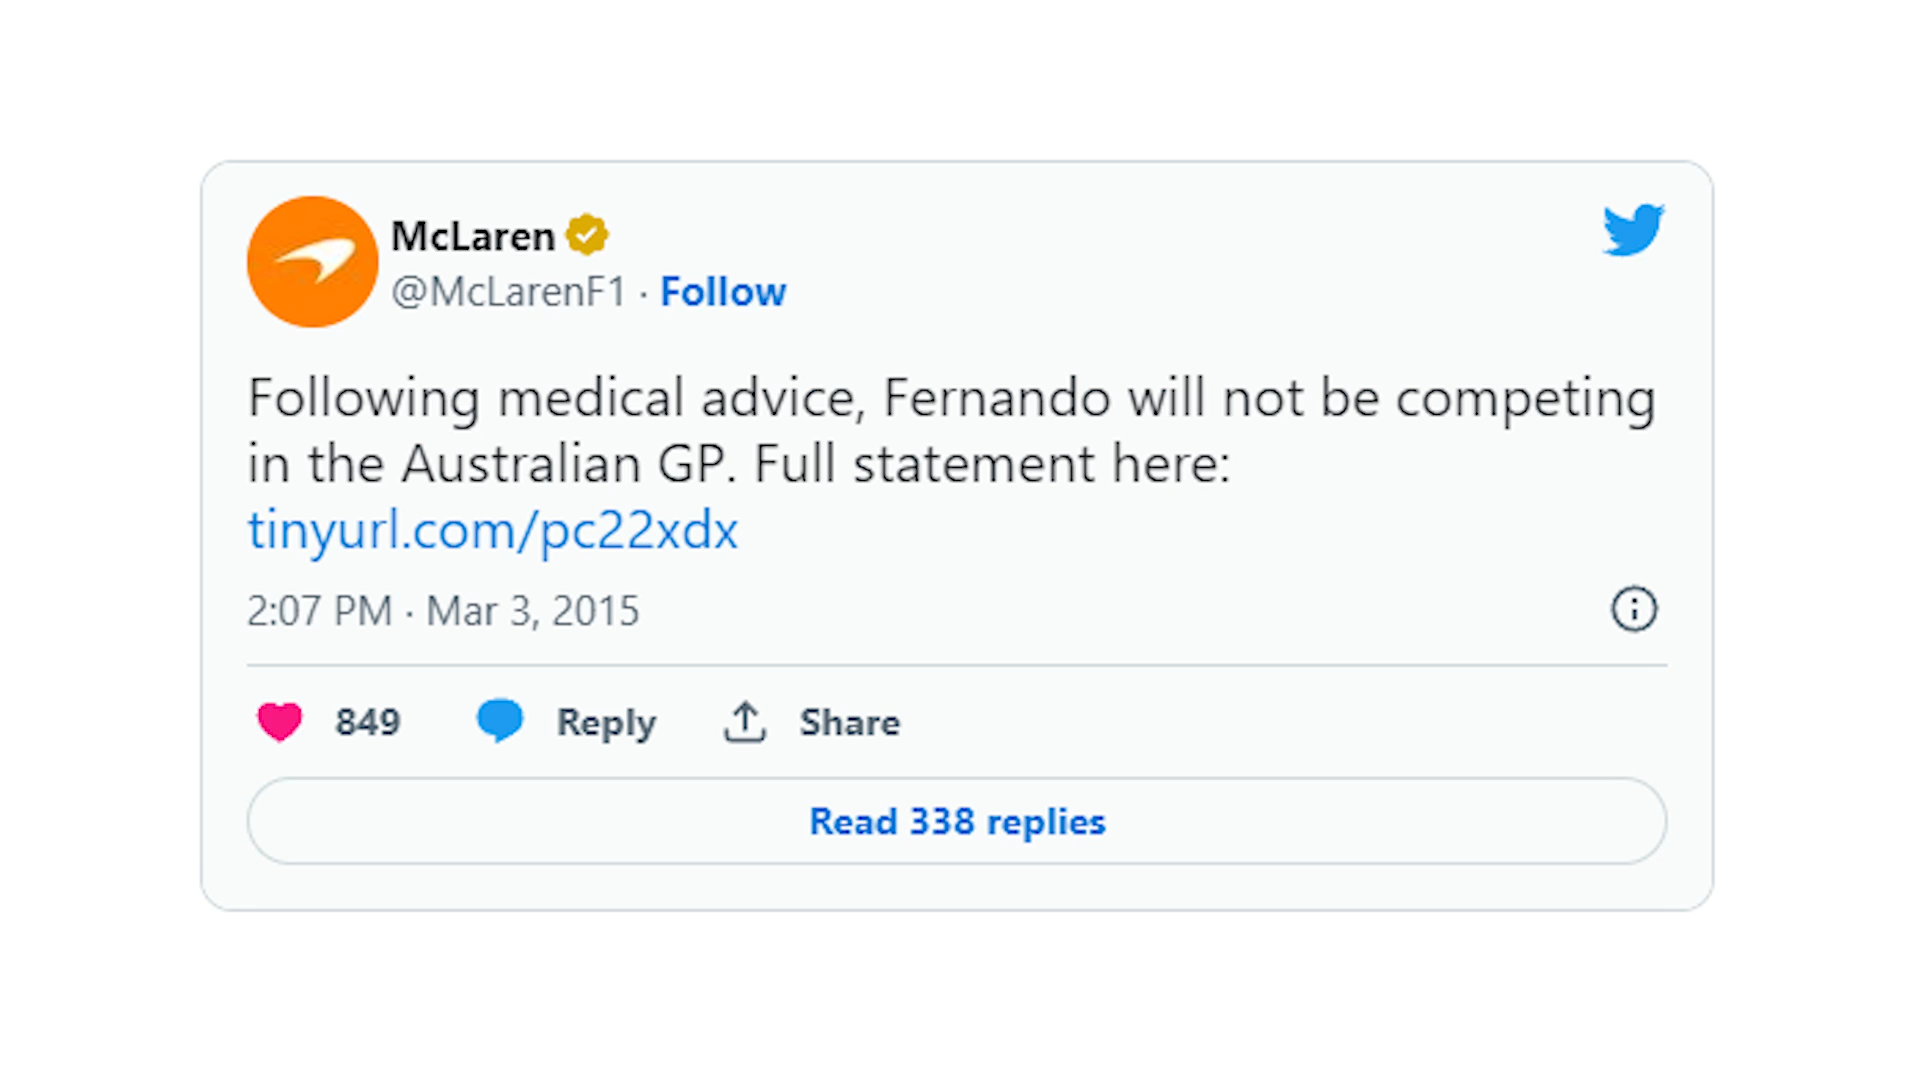 McLaren
@McLarenF1 · Follow
Following medical advice, Fernando will not be competing
in the Australian GP. Full statement here:
tinyurl.com/pc22xdx
2:07 PM · Mar 3, 2015
849 Reply Share
Read 338 replies